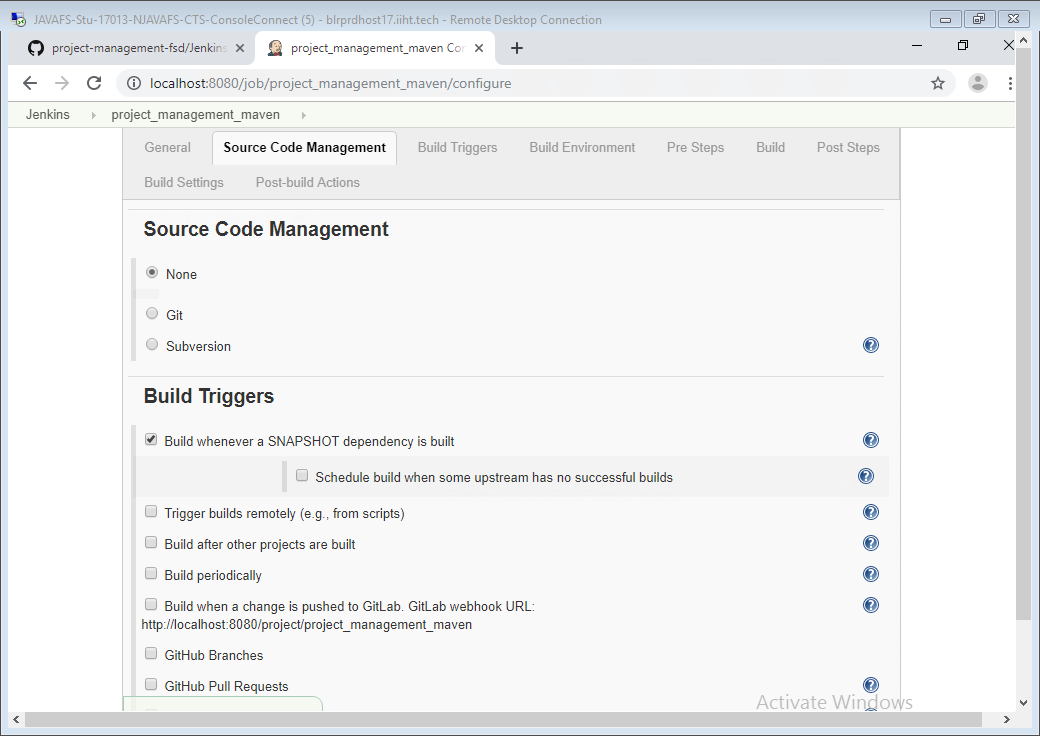 JAVAFS-Stu-17013-NJAVAFS-CTS-ConsoleConnect (5) - blrprdhost17.iiht.tech - Remote Desktop Connection
project-management-fsd/Jenkins
project_management_maven Con
localhost:8080/job/project_management_maven/configure
Jenkins
project_management_maven
General Source Code Management Build Triggers Build Environment Pre Steps Build Post Steps
Build Settings Post-build Actions
Source Code Management
None
Git
Subversion
Build Triggers
Build whenever a SNAPSHOT dependency is built
Schedule build when some upstream has no successful builds
Trigger builds remotely (e.g., from scripts)
Build after other projects are built
Build periodically
Build when a change is pushed to GitLab. GitLab webhook URL:
http://localhost:8080/project/project_management_maven
GitHub Branches
GitHub Pull Requests
Activate Windows